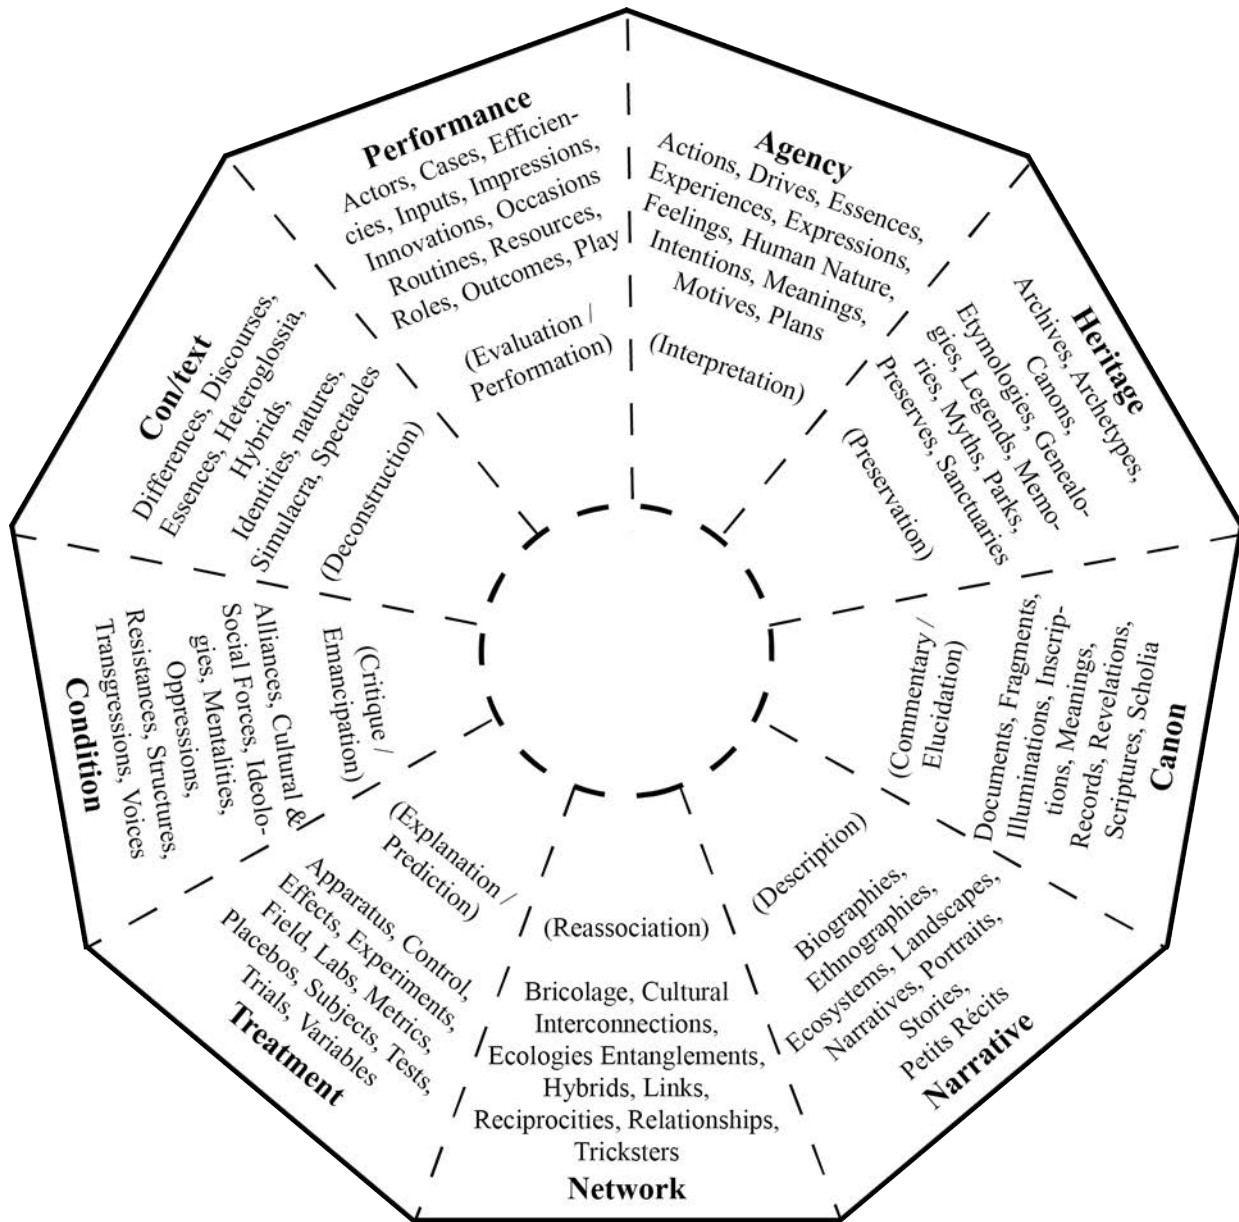 Performance
Actors, Cases, Efficien-
cies, Inputs, Impressions,
Innovations, Occasions
Routines, Resources,
Roles, Outcomes, Play
(Evaluation /
Performation)
Agency
Actions, Drives, Essences,
Experiences, Expressions,
Feelings, Human Nature,
Intentions, Meanings,
Motives, Plans
(Interpretation)
Heritage
Archives, Archetypes,
Canons,
Etymologies, Genealo-
gies, Legends, Memo-
ries, Myths, Parks,
Preserves, Sanctuaries
(Preservation)
(Commentary /
Elucidation)
Documents, Fragments,
Illuminations, Inscrip-
tions, Meanings,
Records, Revelations,
Scriptures, Scholia
Canon
(Description)
Biographies,
Ethnographies,
Ecosystems, Landscapes,
Narratives, Portraits,
Stories,
Petits Récits
Narrative
(Reassociation)
Bricolage, Cultural
Interconnections,
Ecologies Entanglements,
Hybrids, Links,
Reciprocities, Relationships,
Tricksters
Network
(Explanation /
Prediction)
Apparatus, Control,
Effects, Experiments,
Field, Labs, Metrics,
Placebos, Subjects, Tests,
Trials, Variables
Treatment
(Critique /
Emancipation)
Alliances, Cultural &
Social Forces, Ideolo-
gies, Mentalities,
Oppressions,
Resistances, Structures,
Transgressions, Voices
Condition
Con/text
Differences, Discourses,
Essences, Heteroglossia,
Hybrids,
Identities, natures,
Simulacra, Spectacles
(Deconstruction)